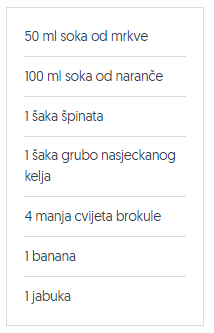 50 ml soka od mrkve
100 ml soka od naranče
1 šaka špinata
1 šaka grubo nasjeckanog
kelja
4 manja cvijeta brokule
1 banana
1 jabuka